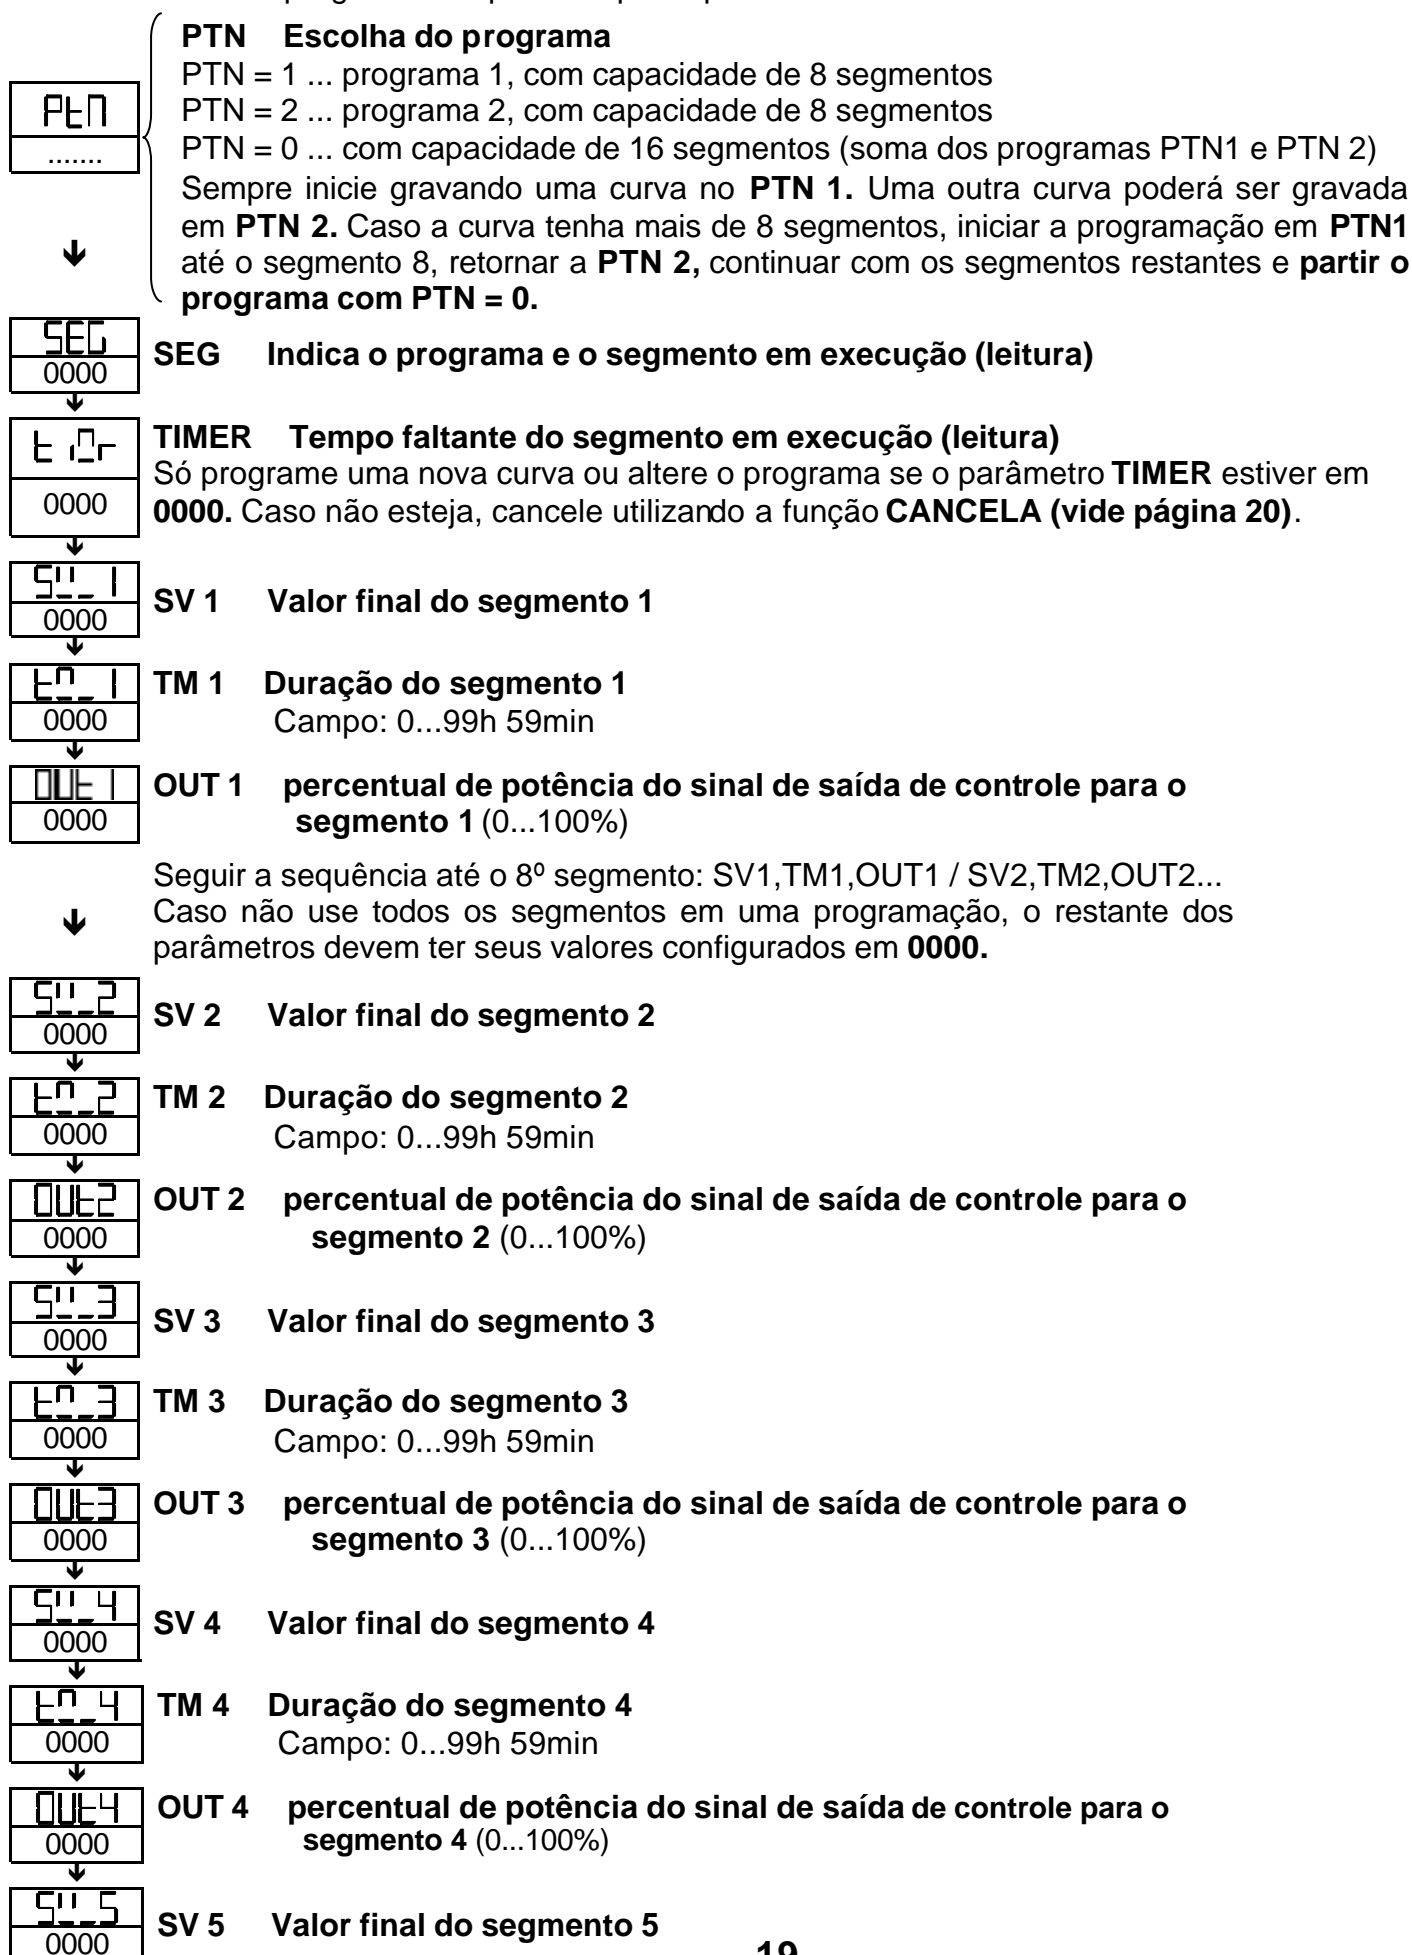 PTN Escolha do programa
PTN = 1 ... programa 1, com capacidade de 8 segmentos
PTN = 2 ... programa 2, com capacidade de 8 segmentos
PTN = 0 ... com capacidade de 16 segmentos (soma dos programas PTN1 e PTN 2)
Sempre inicie gravando uma curva no PTN 1. Uma outra curva poderá ser gravada
em PTN 2. Caso a curva tenha mais de 8 segmentos, iniciar a programação em PTN1
até o segmento 8, retornar a PTN 2, continuar com os segmentos restantes e partir o
programa com PTN = 0.
PtN
.......
SEG
0000
SEG Indica o programa e o segmento em execução (leitura)
tiMr
0000
TIMER Tempo faltante do segmento em execução (leitura)
Só programe uma nova curva ou altere o programa se o parâmetro TIMER estiver em
0000. Caso não esteja, cancele utilizando a função CANCELA (vide página 20).
SV_1
0000
SV 1 Valor final do segmento 1
tM_1
0000
TM 1 Duração do segmento 1
Campo: 0...99h 59min
OUt1
0000
OUT 1 percentual de potência do sinal de saída de controle para o
segmento 1 (0...100%)
Seguir a sequência até o 8º segmento: SV1,TM1,OUT1 / SV2,TM2,OUT2...
Caso não use todos os segmentos em uma programação, o restante dos
parâmetros devem ter seus valores configurados em 0000.
SV_2
0000
SV 2 Valor final do segmento 2
tM_2
0000
TM 2 Duração do segmento 2
Campo: 0...99h 59min
OUt2
0000
OUT 2 percentual de potência do sinal de saída de controle para o
segmento 2 (0...100%)
SV_3
0000
SV 3 Valor final do segmento 3
tM_3
0000
TM 3 Duração do segmento 3
Campo: 0...99h 59min
OUt3
0000
OUT 3 percentual de potência do sinal de saída de controle para o
segmento 3 (0...100%)
SV_4
0000
SV 4 Valor final do segmento 4
tM_4
0000
TM 4 Duração do segmento 4
Campo: 0...99h 59min
OUt4
0000
OUT 4 percentual de potência do sinal de saída de controle para o
segmento 4 (0...100%)
SV_5
0000
SV 5 Valor final do segmento 5
19